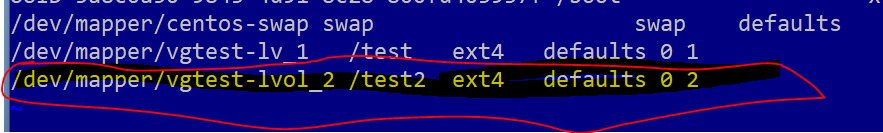 /dev/mapper/centos-swap swap swap defaults
/dev/mapper/vgtest-lv_1 /test ext4 defaults 0 1
/dev/mapper/vgtest-lvol_2 /test2 ext4 defaults 0 2